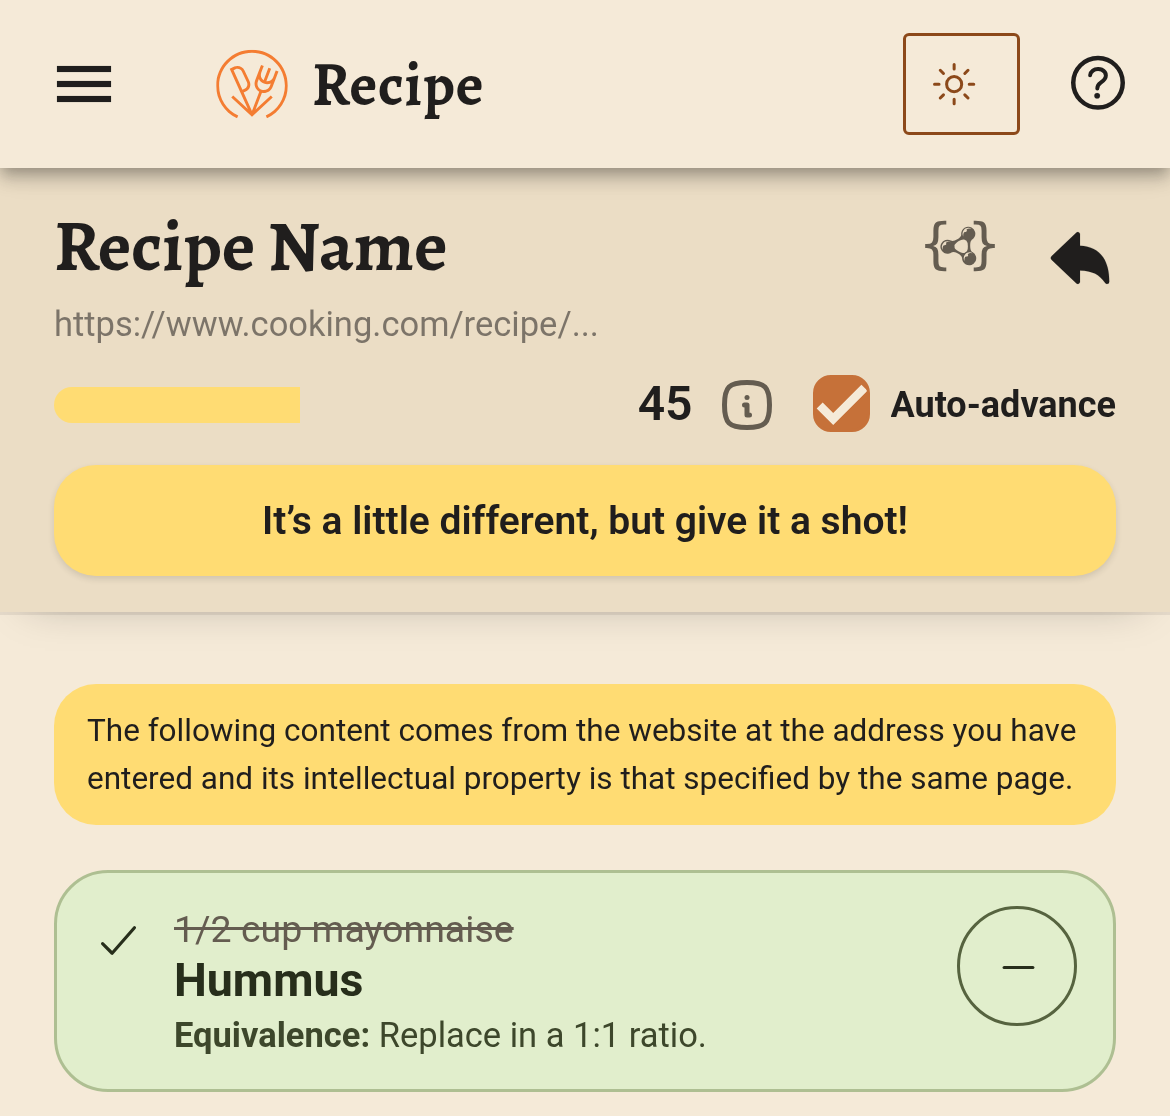 Recipe
Recipe Name
https://www.cooking.com/recipe/...
45
Auto-advance
It’s a little different, but give it a shot!
The following content comes from the website at the address you have
entered and its intellectual property is that specified by the same page.
1/2 cup mayonnaise
Hummus
Equivalence: Replace in a 1:1 ratio.